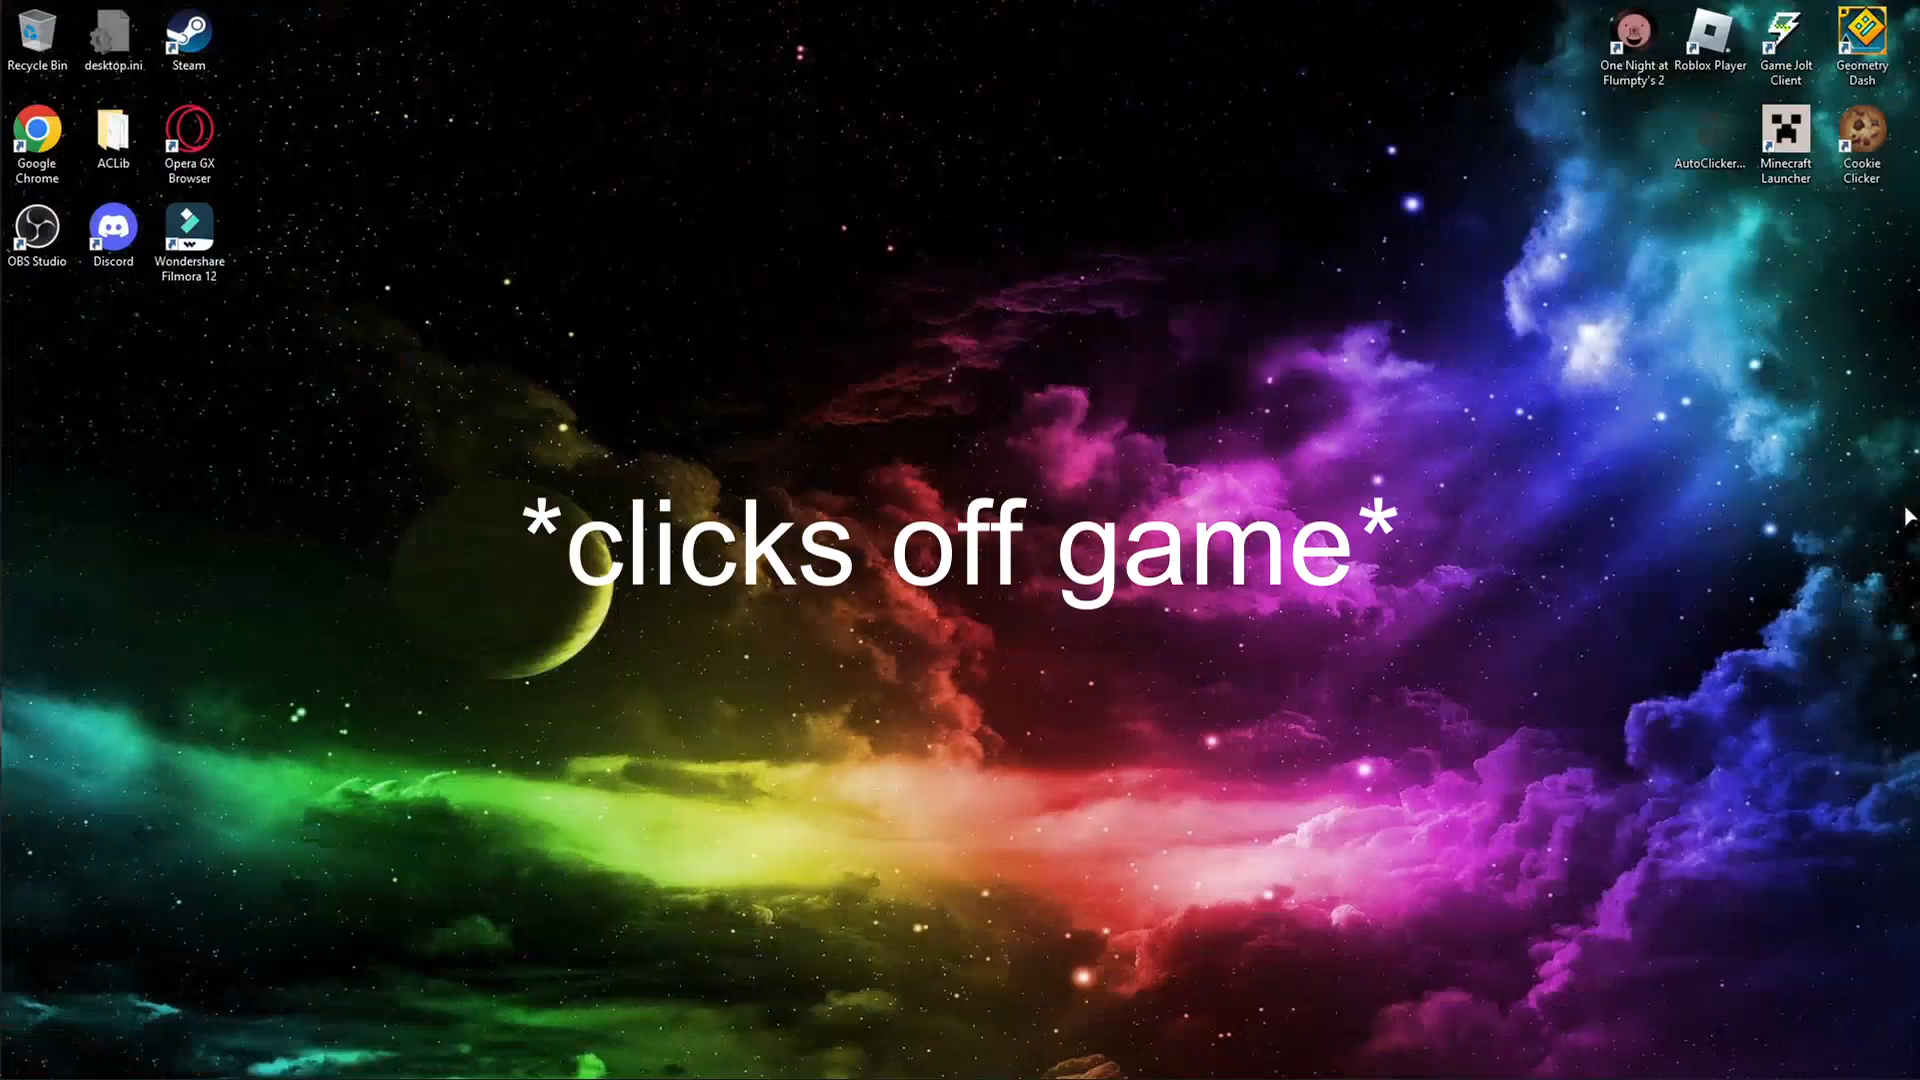 Recycle Bin
desktop.ini
Steam
One Night at
Flumpty's 2
Roblox Player
Game Jolt
Client
Geometry
Dash
Google
Chrome
ACLib
Opera GX
Browser
AutoClicker...
Minecraft
Launcher
Cookie
Clicker
OBS Studio
Discord
Wondershare
Filmora 12
*clicks off game*